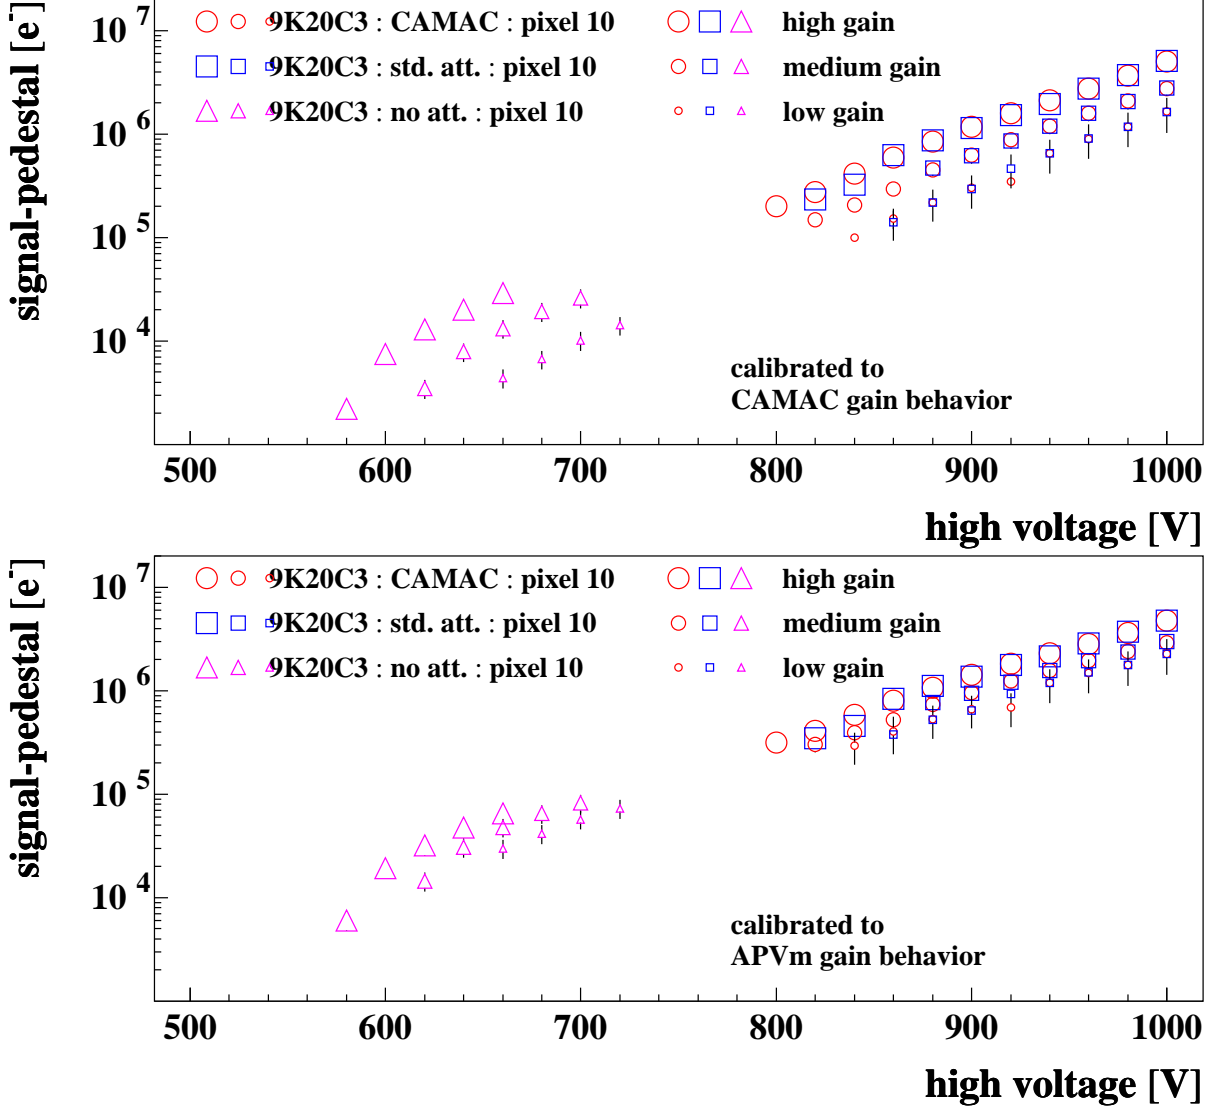 signal-pedestal [e⁻]
10⁷
9K20C3 : CAMAC : pixel 10
high gain
9K20C3 : std. att. : pixel 10
medium gain
10⁶
9K20C3 : no att. : pixel 10
low gain
10⁵
10⁴
calibrated to
CAMAC gain behavior
500 600 700 800 900 1000
high voltage [V]
signal-pedestal [e⁻]
10⁷
9K20C3 : CAMAC : pixel 10
high gain
9K20C3 : std. att. : pixel 10
medium gain
10⁶
9K20C3 : no att. : pixel 10
low gain
10⁵
10⁴
calibrated to
APVm gain behavior
500 600 700 800 900 1000
high voltage [V]